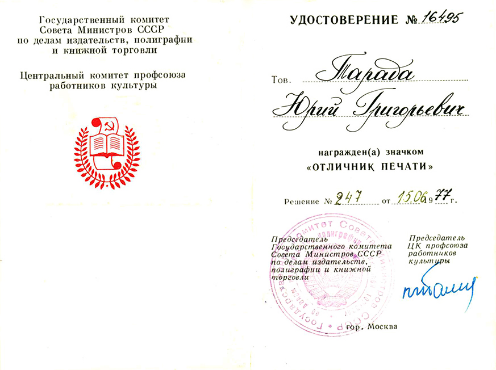 Государственный комитет
Совета Министров СССР
по делам издательств, полиграфии
и книжной торговли
Центральный комитет профсоюза
работников культуры
УДОСТОВЕРЕНИЕ № 16495
Тов. Тарада
Юрий Григорьевич
награжден(а) значком
«ОТЛИЧНИК ПЕЧАТИ»
Решение № 247 от 15.06.1977 г.
Председатель
Государственного комитета
Совета Министров СССР
по делам издательств,
полиграфии и книжной
торговли
Председатель
ЦК профсоюза
работников
культуры
гор. Москва